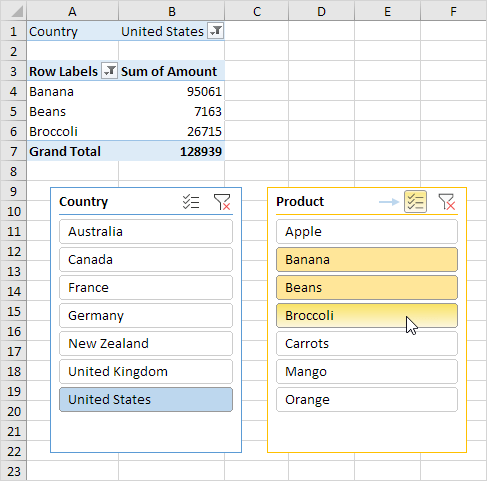 A B C D E F
1 Country United States
2
3 Row Labels Sum of Amount
4 Banana 95061
5 Beans 7163
6 Broccoli 26715
7 Grand Total 128939
8
9 Country Product
10
11 Australia Apple
12 Canada Banana
13 France Beans
14
15 Germany Broccoli
16
17 New Zealand Carrots
18 United Kingdom Mango
19 United States Orange
20
21
22
23